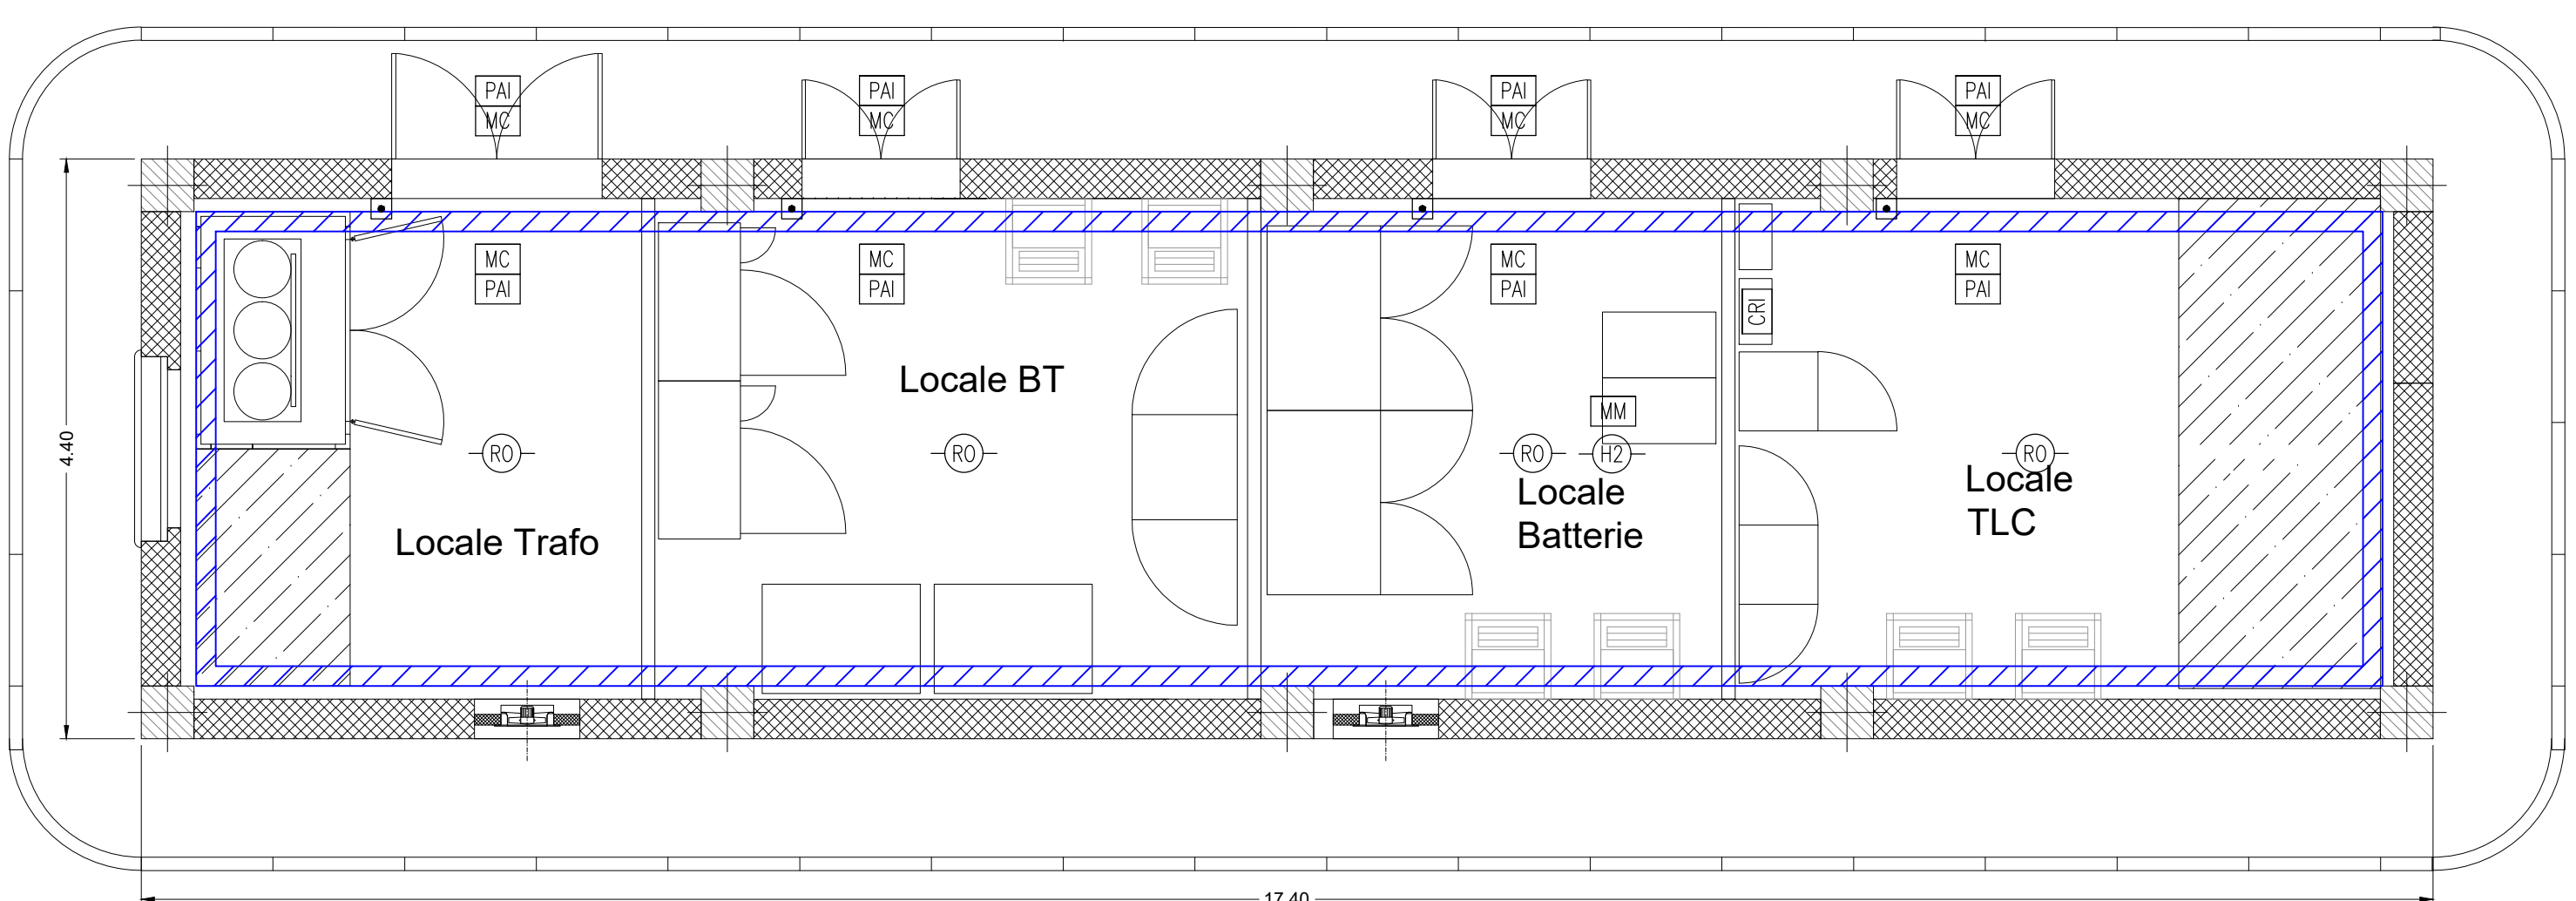 PAI PAI PAI PAI
MC MC MC MC
MC MC MC MC
PAI PAI PAI PAI
CRI
Locale BT
MM
4.40
RO RO RO H2 RO
Locale Trafo
Locale
Batterie
Locale
TLC
17.40